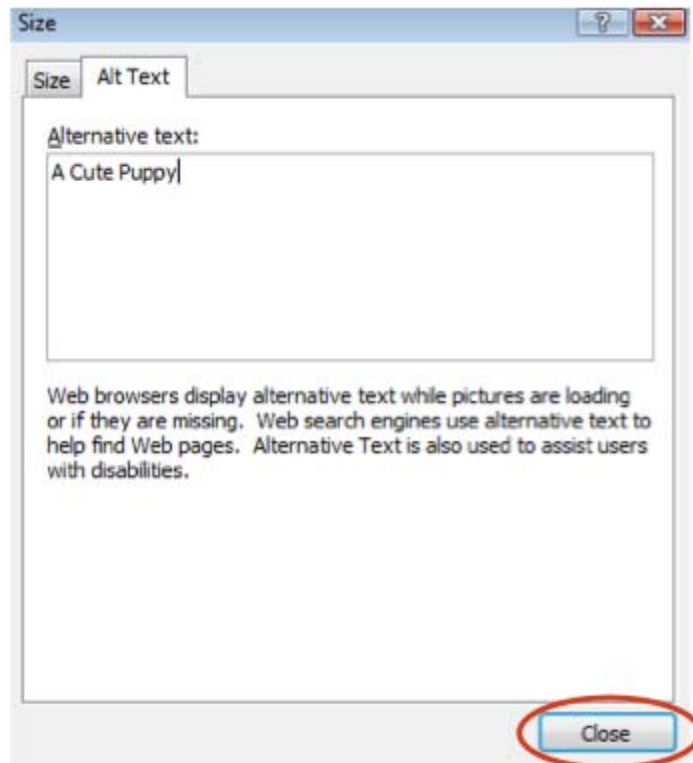 Size
Size Alt Text
Alternative text:
A Cute Puppy
Web browsers display alternative text while pictures are loading
or if they are missing. Web search engines use alternative text to
help find Web pages. Alternative Text is also used to assist users
with disabilities.
Close